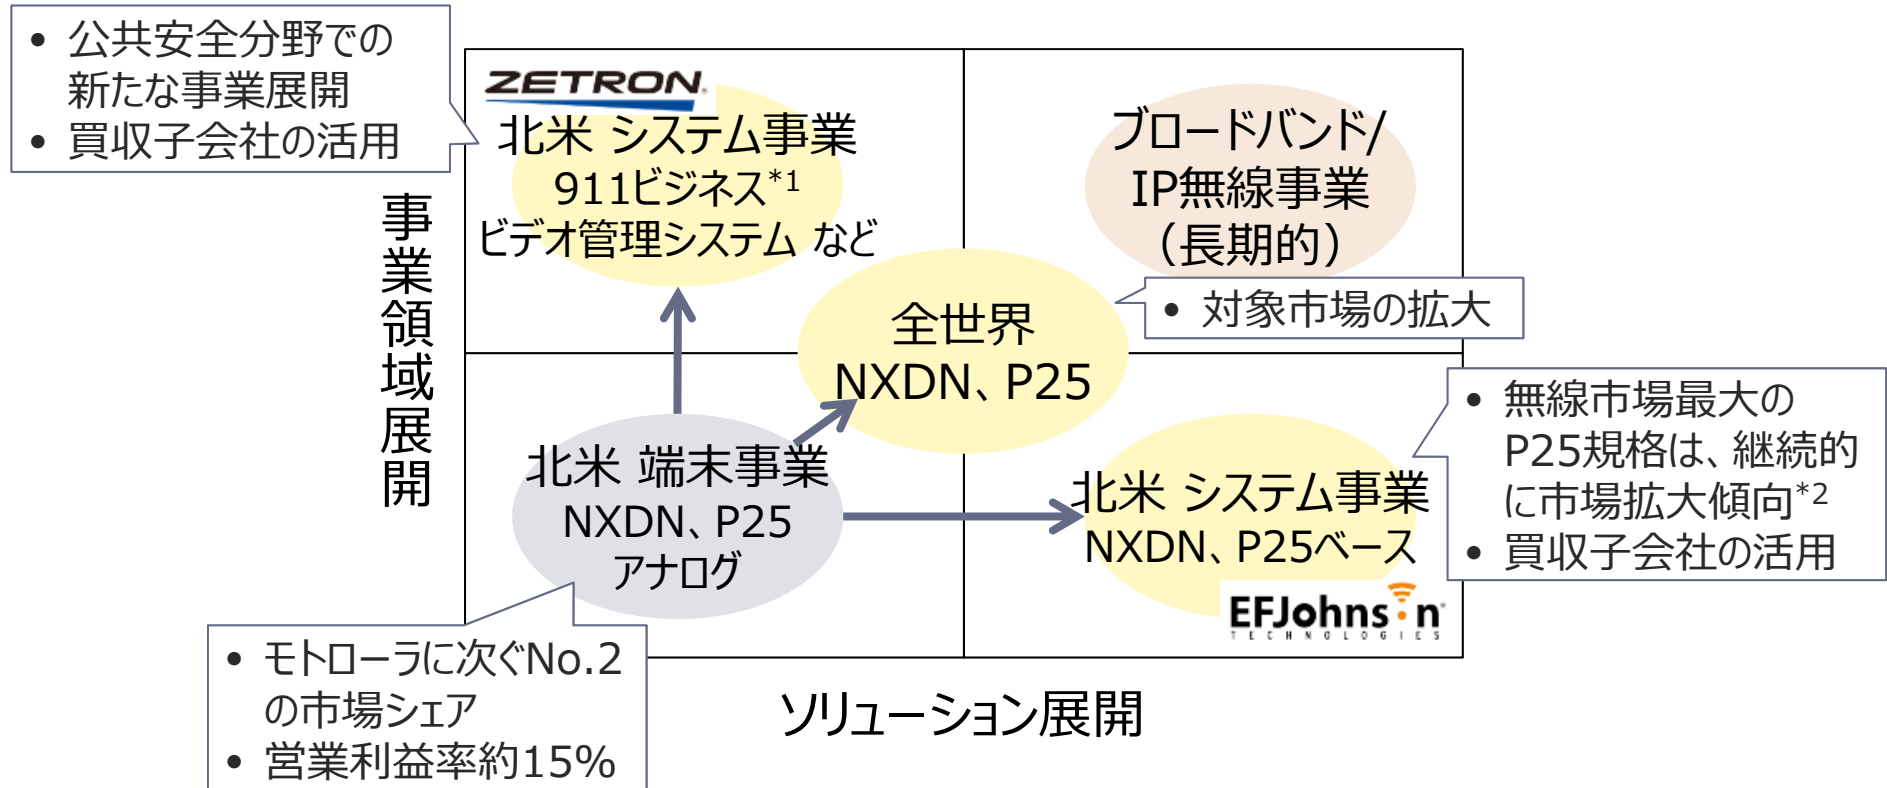 • 公共安全分野での
新たな事業展開
• 買収子会社の活用
ZETRON®
北米 システム事業
911ビジネス*1
ビデオ管理システム など
ブロードバンド/
IP無線事業
（長期的）
• 対象市場の拡大
全世界
NXDN、P25
事業領域展開
北米 端末事業
NXDN、P25
アナログ
北米 システム事業
NXDN、P25ベース
EFJohnson
TECHNOLOGIES
• 無線市場最大の
P25規格は、継続的
に市場拡大傾向*2
• 買収子会社の活用
• モトローラに次ぐNo.2
の市場シェア
• 営業利益率約15%
ソリューション展開